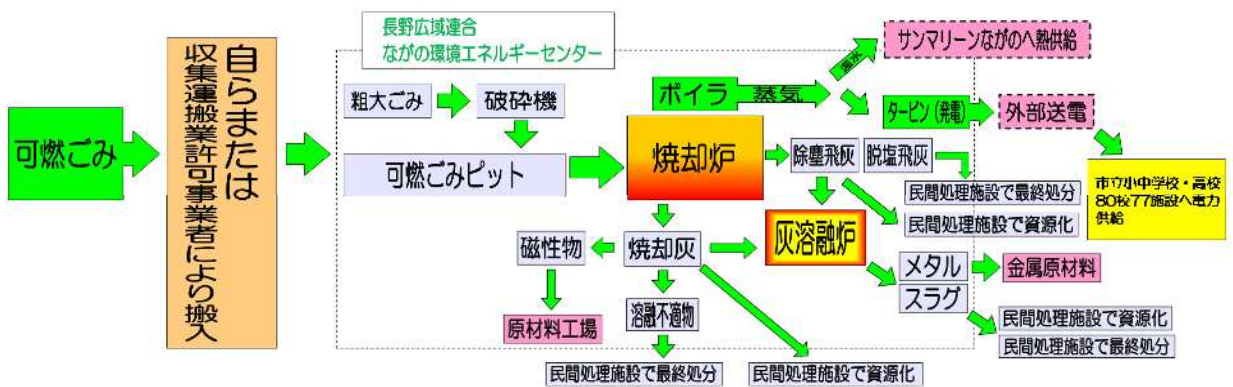 可燃ごみ
自らまたは
収集運搬業許可事業者により搬入
長野広域連合
ながの環境エネルギーセンター
粗大ごみ
破砕機
可燃ごみピット
ボイラ
蒸気
温水
サンマリーンながのへ熱供給
タービン(発電)
外部送電
市立小中学校・高校
80校77施設へ電力
供給
焼却炉
除塵飛灰
脱塩飛灰
民間処理施設で最終処分
民間処理施設で資源化
磁性物
焼却灰
灰溶融炉
メタル
スラグ
金属原材料
原材料工場
溶融不適物
民間処理施設で資源化
民間処理施設で最終処分
民間処理施設で最終処分
民間処理施設で資源化